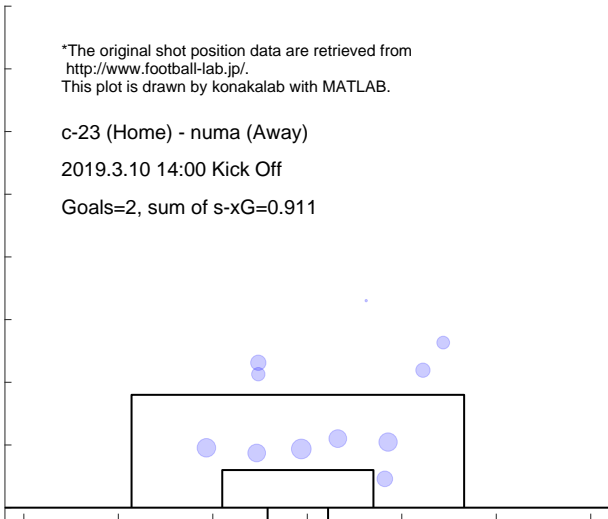 *The original shot position data are retrieved from
http://www.football-lab.jp/.
This plot is drawn by konakalab with MATLAB.
c-23 (Home) - numa (Away)
2019.3.10 14:00 Kick Off
Goals=2, sum of s-xG=0.911